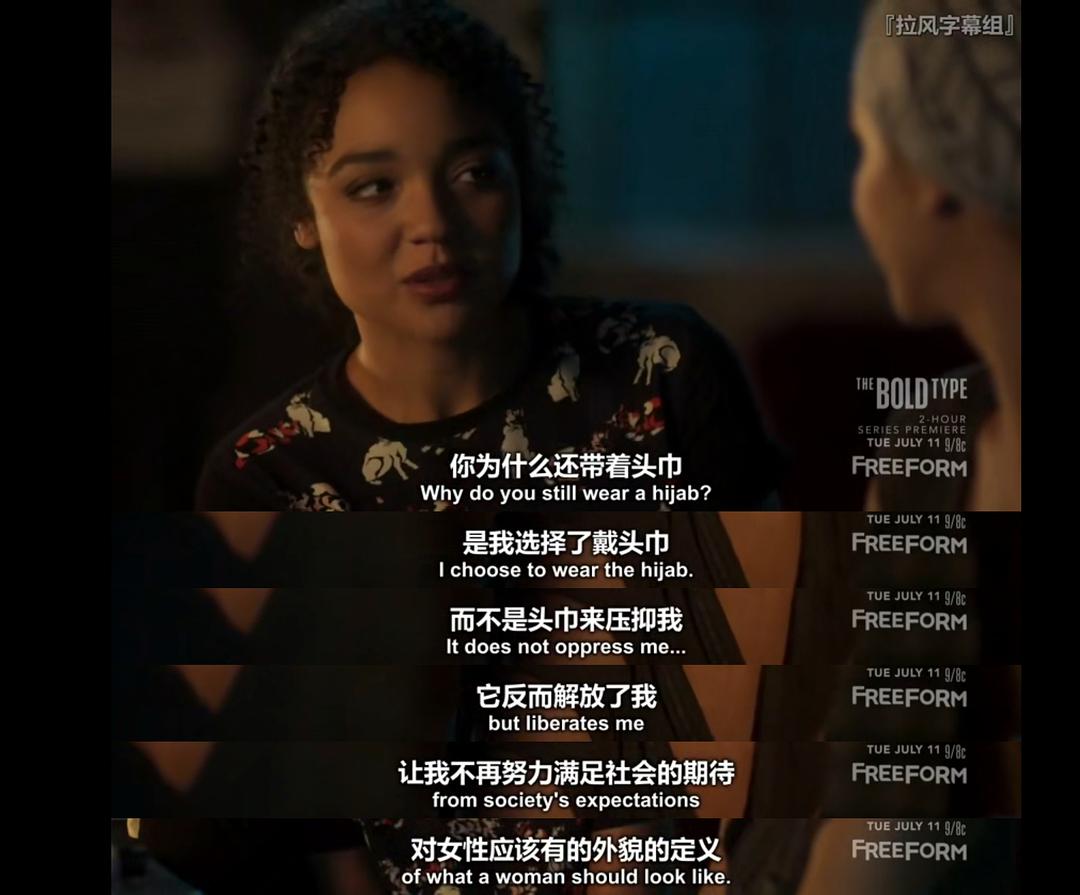 『拉风字幕组』
THE BOLD TYPE
2-HOUR
SERIES PREMIERE
TUE JULY 11 9/8c
FREEFORM
你为什么还带着头巾
Why do you still wear a hijab?
TUE JULY 11 9/8c
FREEFORM
是我选择了戴头巾
I choose to wear the hijab.
TUE JULY 11 9/8c
FREEFORM
而不是头巾来压抑我
It does not oppress me...
TUE JULY 11 9/8c
FREEFORM
它反而解放了我
but liberates me
TUE JULY 11 9/8c
FREEFORM
让我不再努力满足社会的期待
from society's expectations
TUE JULY 11 9/8c
FREEFORM
对女性应该有的外貌的定义
of what a woman should look like.